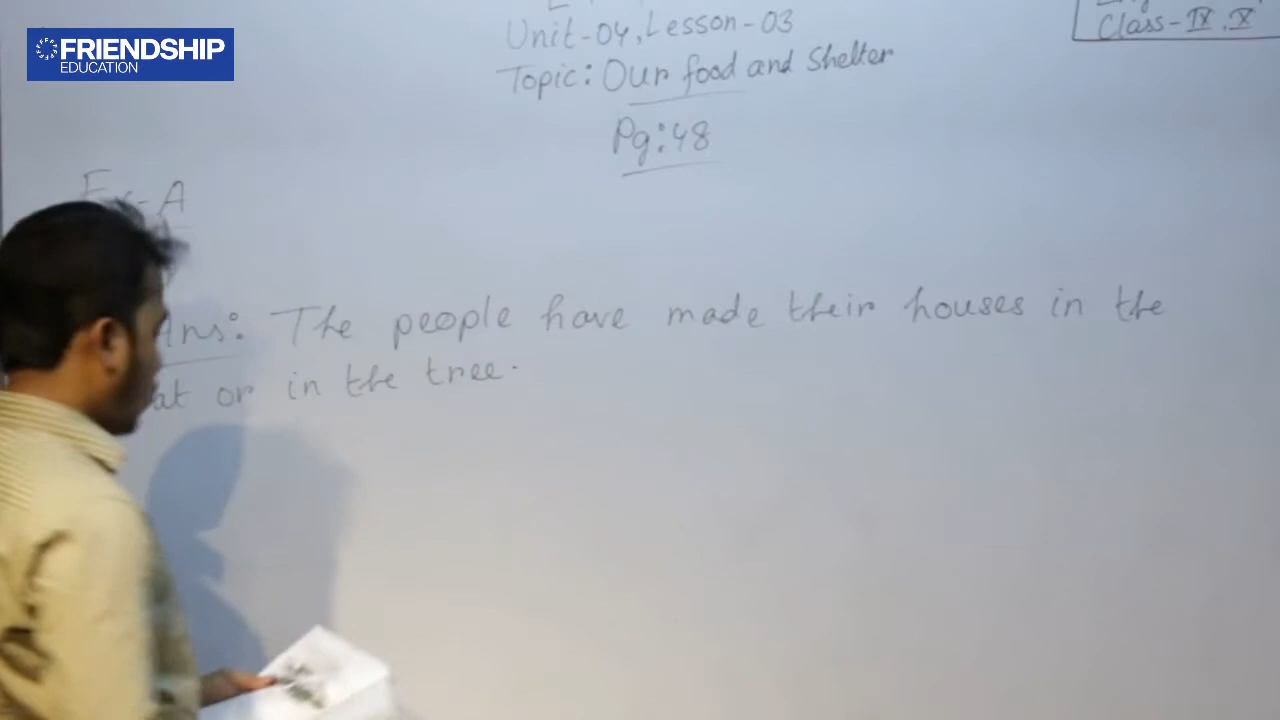 FRIENDSHIP
EDUCATION
Unit-04, Lesson-03
Class-IX, X
Topic: Our food and Shelter
Pg: 48
Ex-A
Ans: The people have made their houses in the
or in the tree.